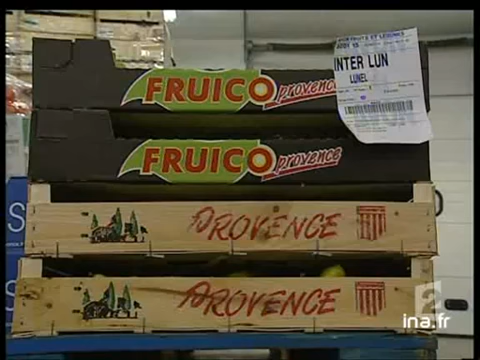 FRUICO provence
INTER LUN
LUNEL
FRUICO provence
PROVENCE
PROVENCE
S
S
2
ina.fr